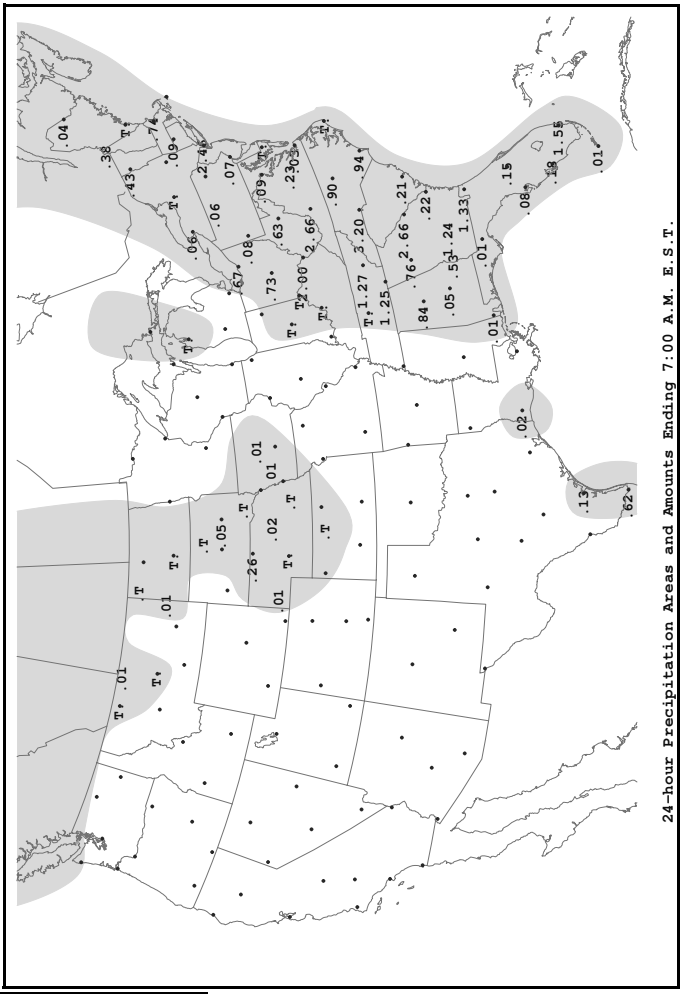 .04
.38
T
T
.01
.43
T
.74
T
.01
T
T
.09
T
.06
T
.06
.05
.07
.67
T
.08
.26
.01
.09
T
.01
.73
.02
.01
.63
T
T
T
.23
.03
T
2.00
2.66
T
T
T
.90
.94
3.20
1.27
T
1.25
.21
2.66
.76
.84
.22
1.24
.05
.53
1.33
.01
.01
.15
.02
.08
.18
1.55
.13
.01
.62
24-hour Precipitation Areas and Amounts Ending 7:00 A.M. E.S.T.